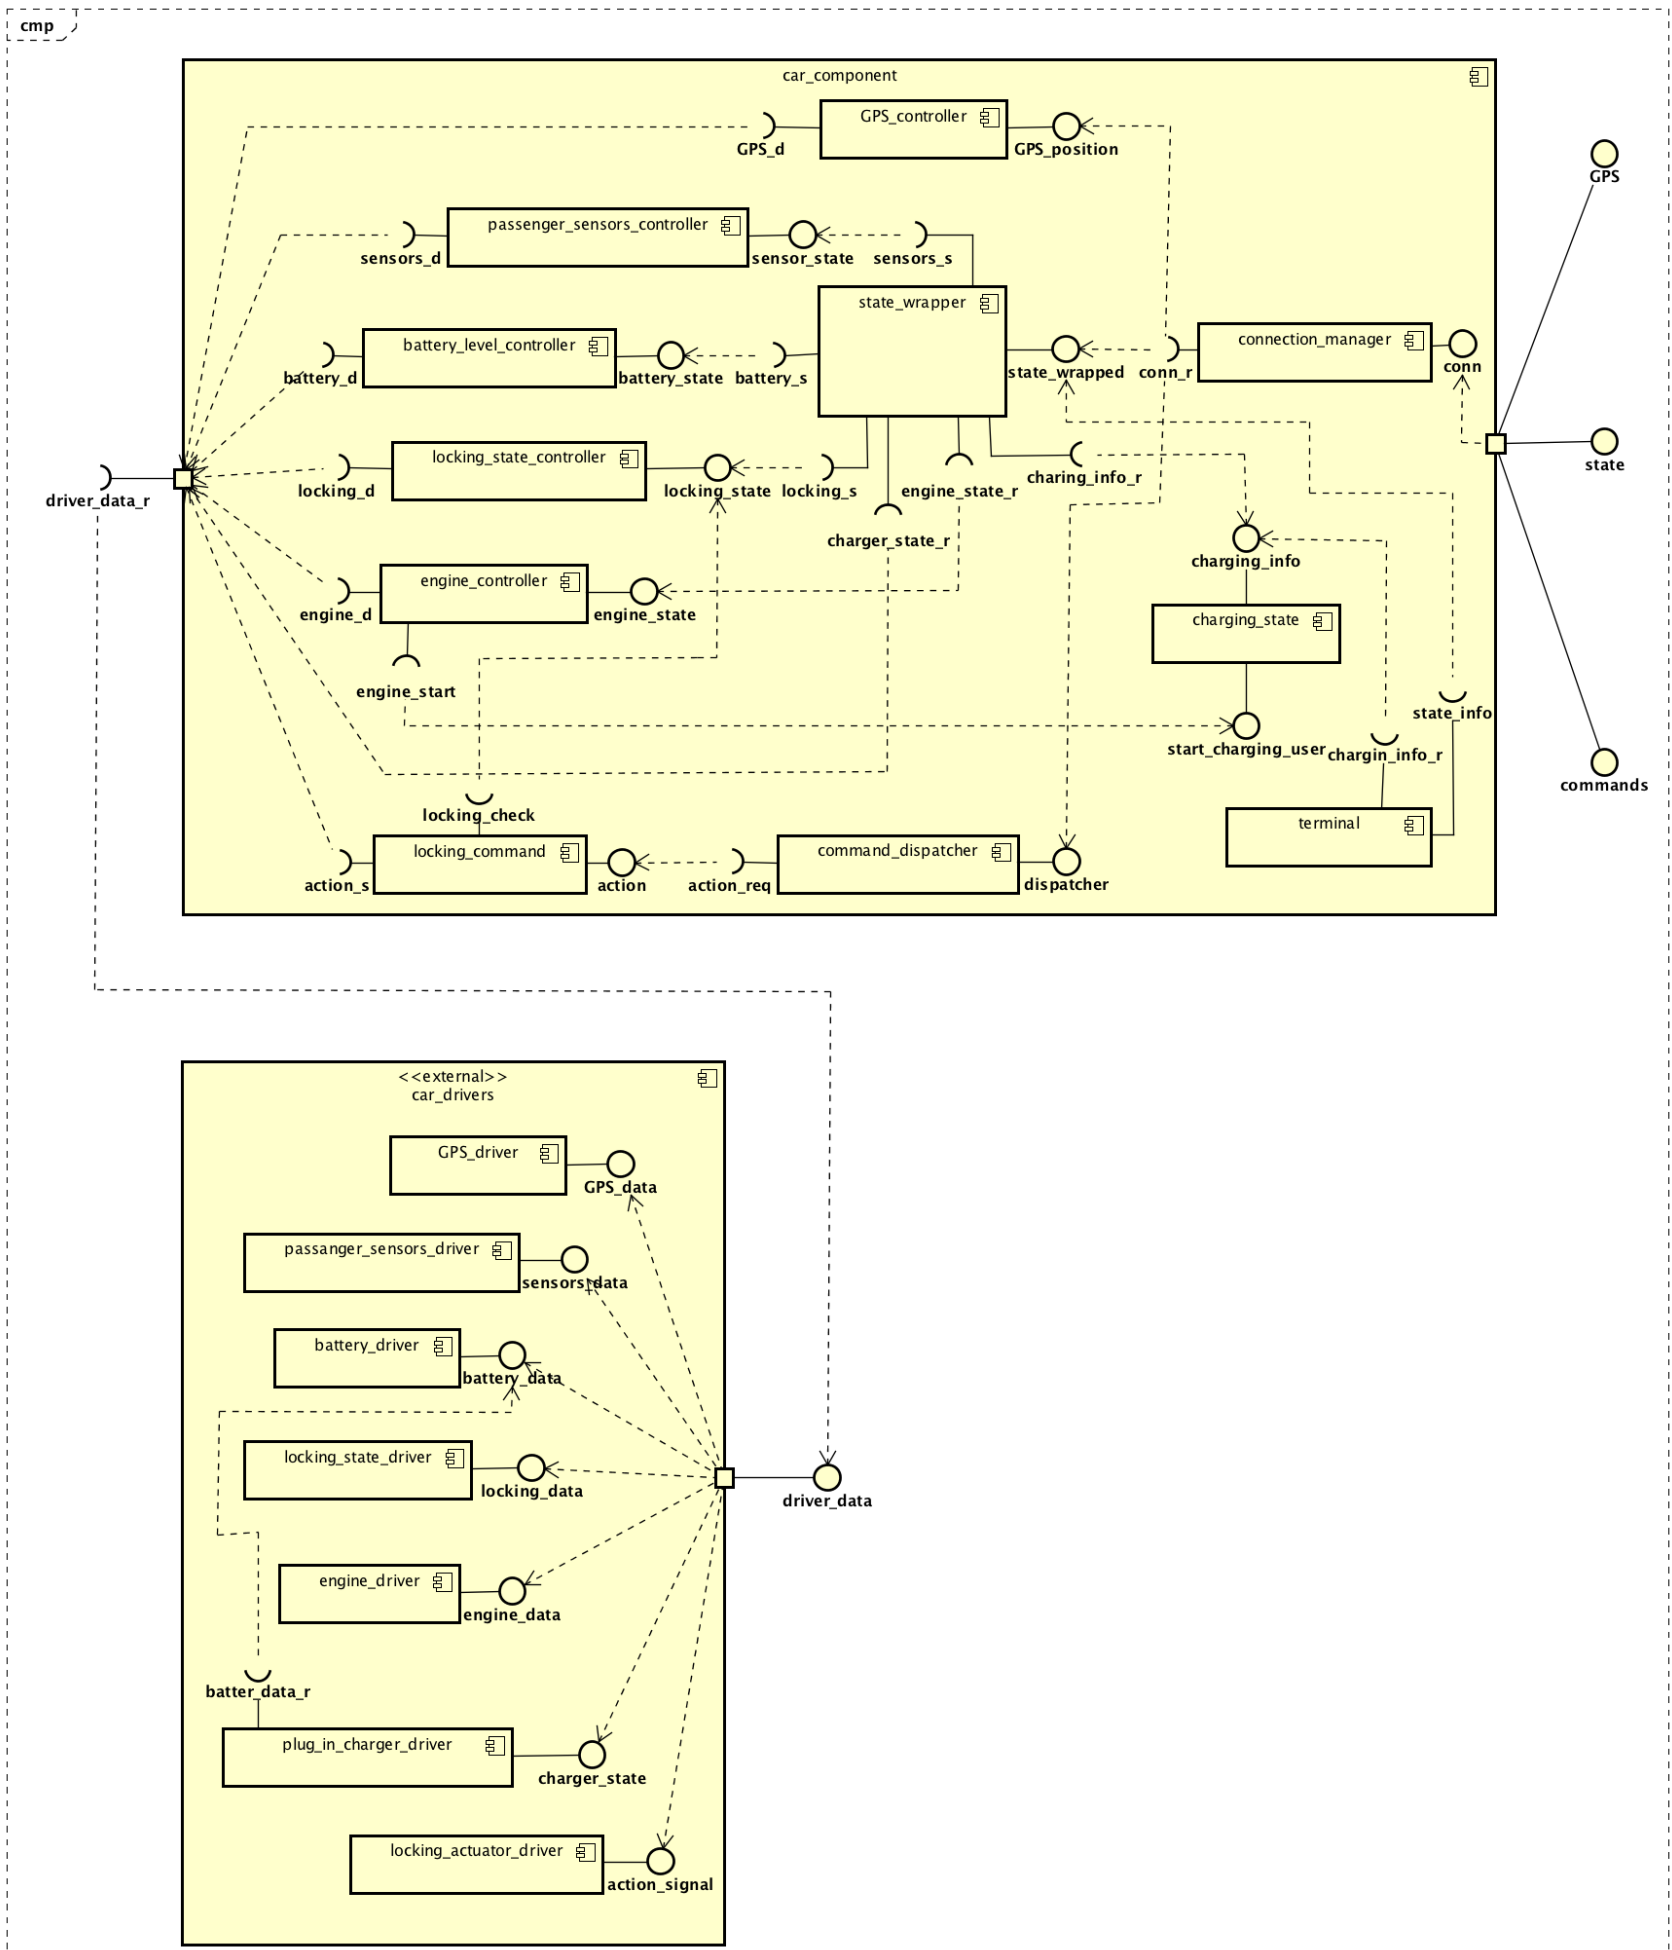 cmp
car_component
GPS_controller
GPS_d
GPS_position
GPS
passenger_sensors_controller
sensors_d
sensor_state
sensors_s
state_wrapper
battery_level_controller
connection_manager
battery_d
battery_state
battery_s
state_wrapped
conn_r
conn
locking_state_controller
state
locking_d
locking_state
locking_s
engine_state_r
charing_info_r
driver_data_r
charger_state_r
charging_info
engine_controller
engine_d
engine_state
charging_state
engine_start
state_info
start_charging_user
chargin_info_r
commands
locking_check
terminal
locking_command
command_dispatcher
action_s
action
action_req
dispatcher
<<external>>
car_drivers
GPS_driver
GPS_data
passanger_sensors_driver
sensors_data
battery_driver
battery_data
locking_state_driver
locking_data
driver_data
engine_driver
engine_data
batter_data_r
plug_in_charger_driver
charger_state
locking_actuator_driver
action_signal